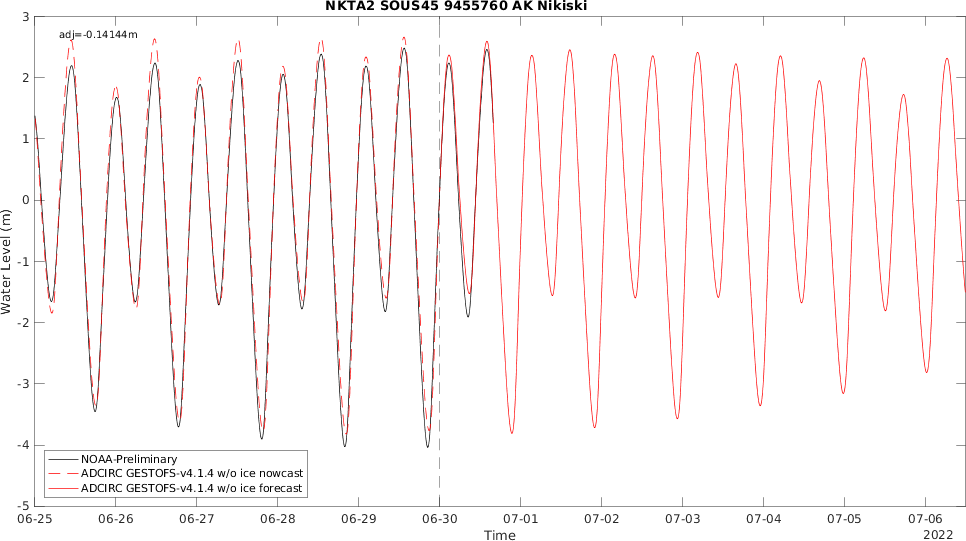 NKTA2 SOUS45 9455760 AK Nikiski
adj=-0.14144m
3
2
1
0
-1
-2
-3
-4
-5
Water Level (m)
NOAA-Preliminary
ADCIRC GESTOFS-v4.1.4 w/o ice nowcast
ADCIRC GESTOFS-v4.1.4 w/o ice forecast
06-25 06-26 06-27 06-28 06-29 06-30 07-01 07-02 07-03 07-04 07-05 07-06
Time
2022